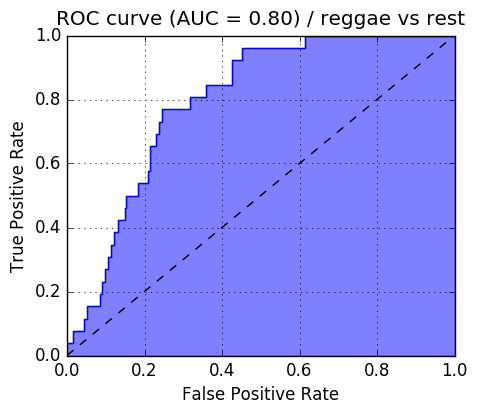 ROC curve (AUC = 0.80) / reggae vs rest
1.0
0.8
0.6
0.4
0.2
0.0
True Positive Rate
0.0 0.2 0.4 0.6 0.8 1.0
False Positive Rate